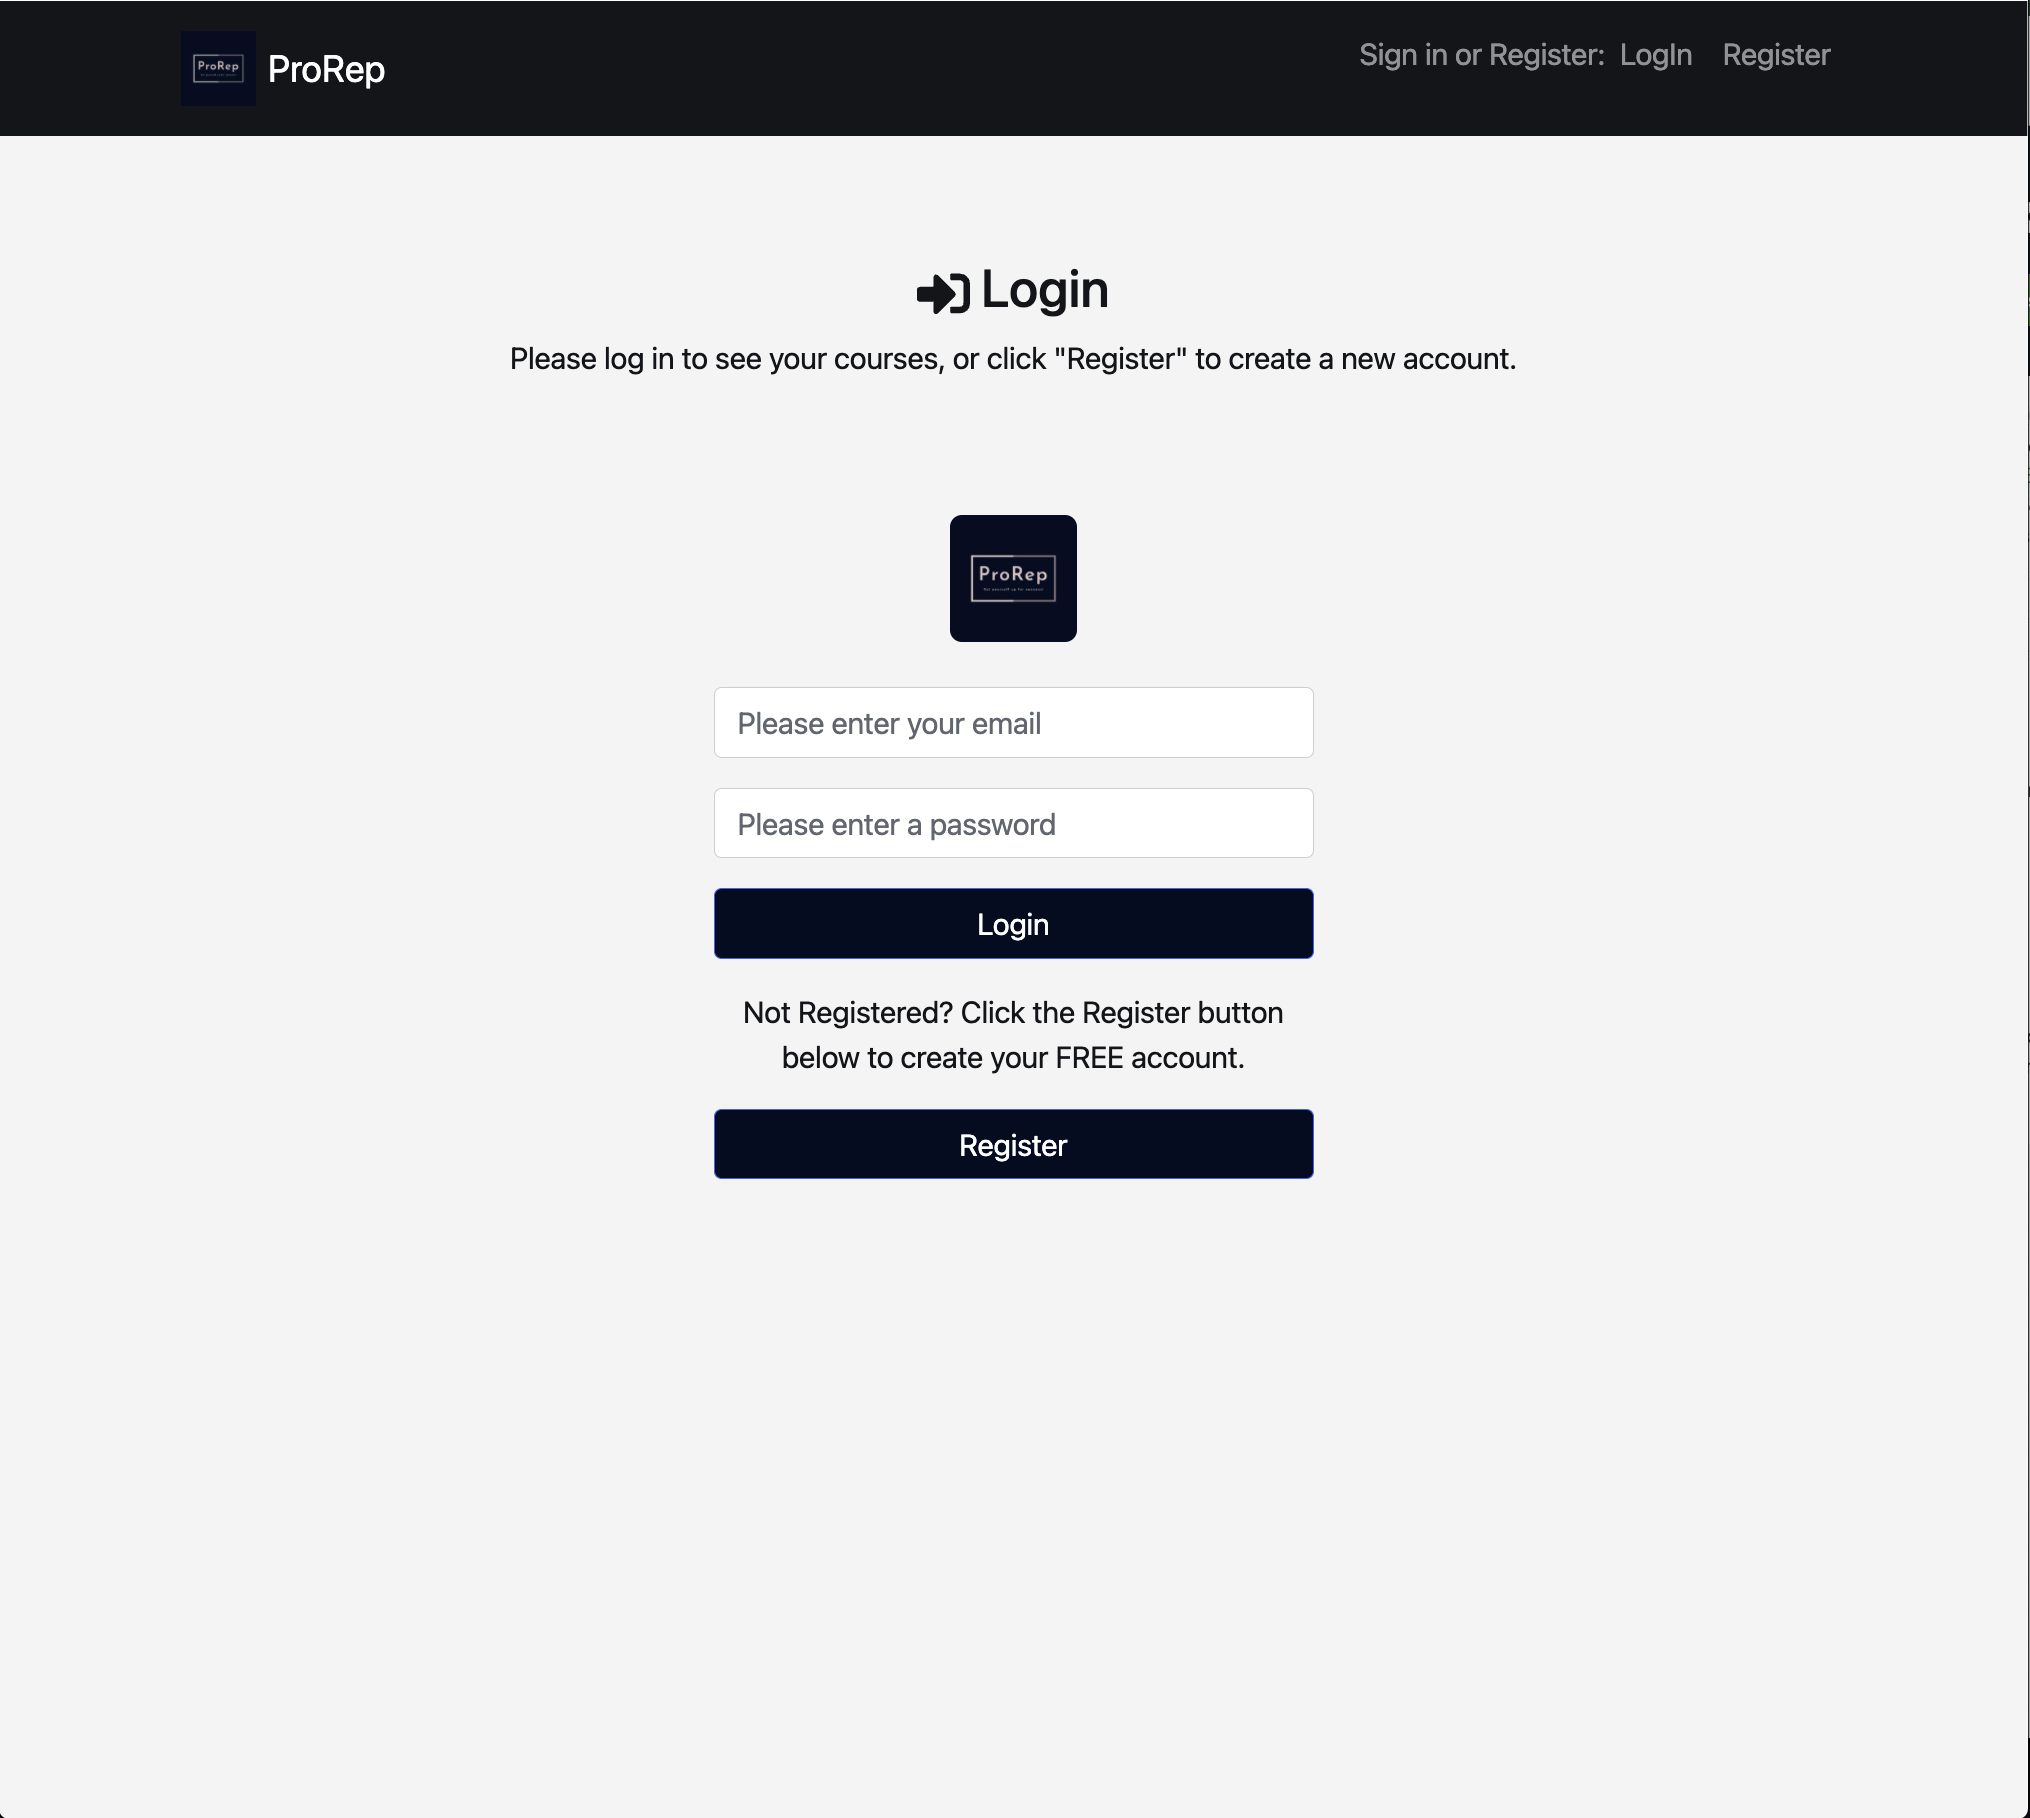 ProRep
ProRep
Sign in or Register: LogIn Register
Login
Please log in to see your courses, or click "Register" to create a new account.
ProRep
Please enter your email
Please enter a password
Login
Not Registered? Click the Register button
below to create your FREE account.
Register